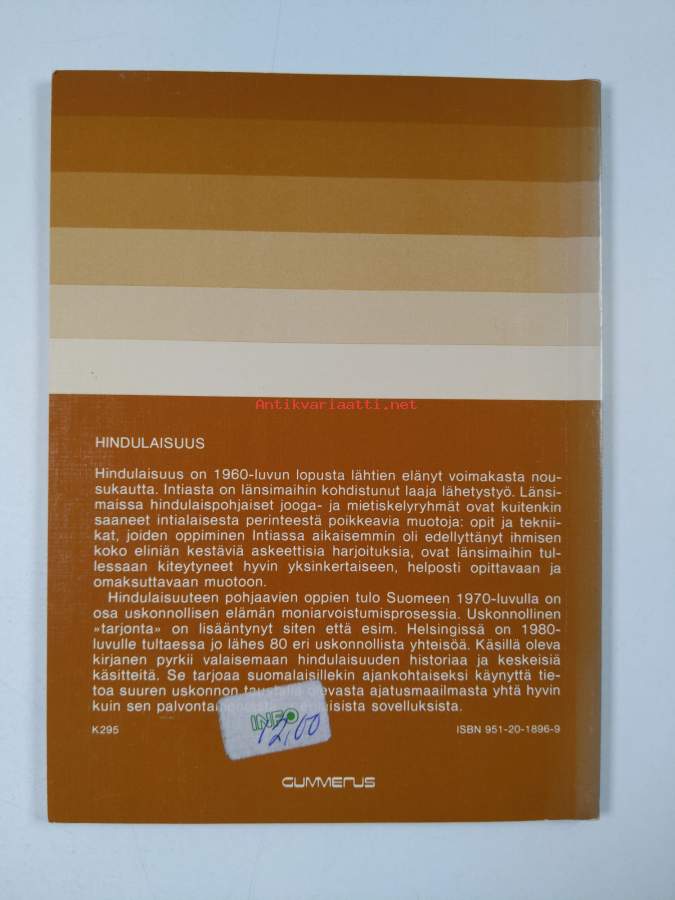 Antikvariaatti.net
HINDULAISUUS
Hindulaisuus on 1960-luvun lopusta lähtien elänyt voimakasta nou-
sukautta. Intiasta on länsimaihin kohdistunut laaja lähetystyö. Länsi-
maissa hindulaispohjaiset jooga- ja mietiskelyryhmät ovat kuitenkin
saaneet intialaisesta perinteestä poikkeavia muotoja: opit ja teknii-
kat, joiden oppiminen Intiassa aikaisemmin oli edellyttänyt ihmisen
koko eliniän kestäviä askeettisia harjoituksia, ovat länsimaihin tul-
lessaan kiteytyneet hyvin yksinkertaiseen, helposti opittavaan ja
omaksuttavaan muotoon.
Hindulaisuuteen pohjaavien oppien tulo Suomeen 1970-luvulla on
osa uskonnollisen elämän moniarvoistumisprosessia. Uskonnollinen
»tarjonta» on lisääntynyt siten että esim. Helsingissä on 1980-
luvulle tultaessa jo lähes 80 eri uskonnollista yhteisöä. Käsillä oleva
kirjanen pyrkii valaisemaan hindulaisuuden historiaa ja keskeisiä
käsitteitä. Se tarjoaa suomalaisillekin ajankohtaiseksi käynyttä tie-
toa suuren uskonnon taustalla olevasta ajatusmaailmasta yhtä hyvin
kuin sen sovelluksista.
INFO
12,00
K295
ISBN 951-20-1896-9
GUMMERUS